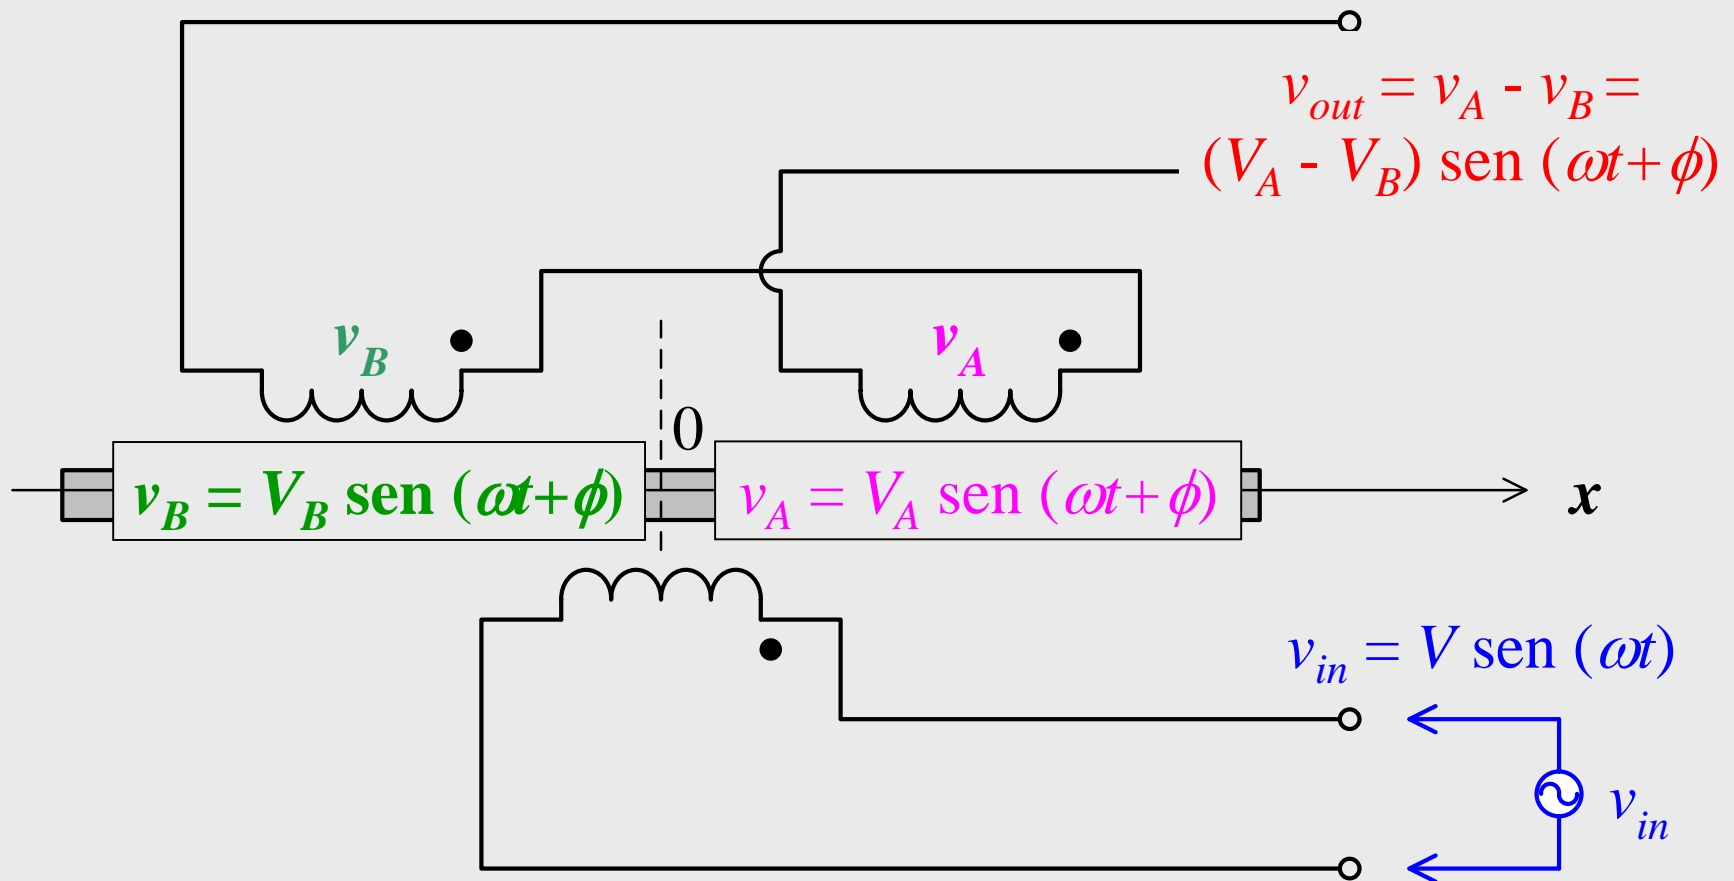 v_out = v_A - v_B =
(V_A - V_B) sen (ωt+ϕ)
v_B
v_A
0
v_B = V_B sen (ωt+ϕ)
v_A = V_A sen (ωt+ϕ)
x
v_in = V sen (ωt)
v_in